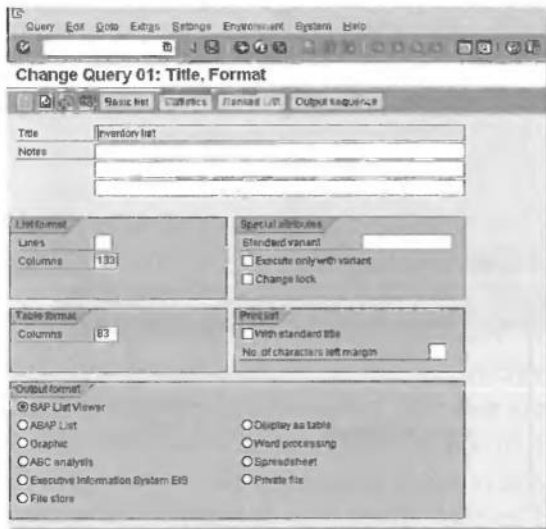 Query Edit Goto Extras Settings Environment System Help
Change Query 01: Title, Format
Basic list Statistics Ranked List Output sequence
Title Inventory list
Notes
List format
Lines
Columns 133
Special attributes
Standard variant
Execute only with variant
Change lock
Table format
Columns 83
Print list
With standard title
No. of characters left margin
Output format
SAP List Viewer
ABAP List
Display as table
Graphic
Word processing
ABC analysis
Spreadsheet
Executive Information System EIS
Private file
File store